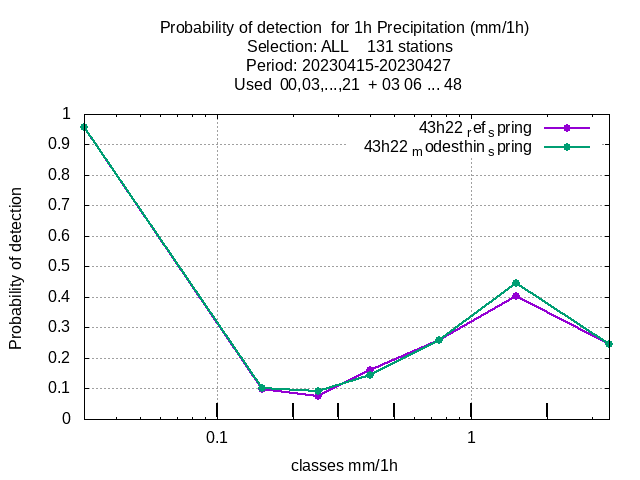 Probability of detection  for 1h Precipitation (mm/1h)
Selection: ALL    131 stations
Period: 20230415-20230427
Used  00,03,...,21  + 03 06 ... 48
43h22 ref spring
43h22 modesthin spring
1
0.9
0.8
0.7
0.6
0.5
0.4
0.3
0.2
0.1
0
Probability of detection
0.1 1
classes mm/1h